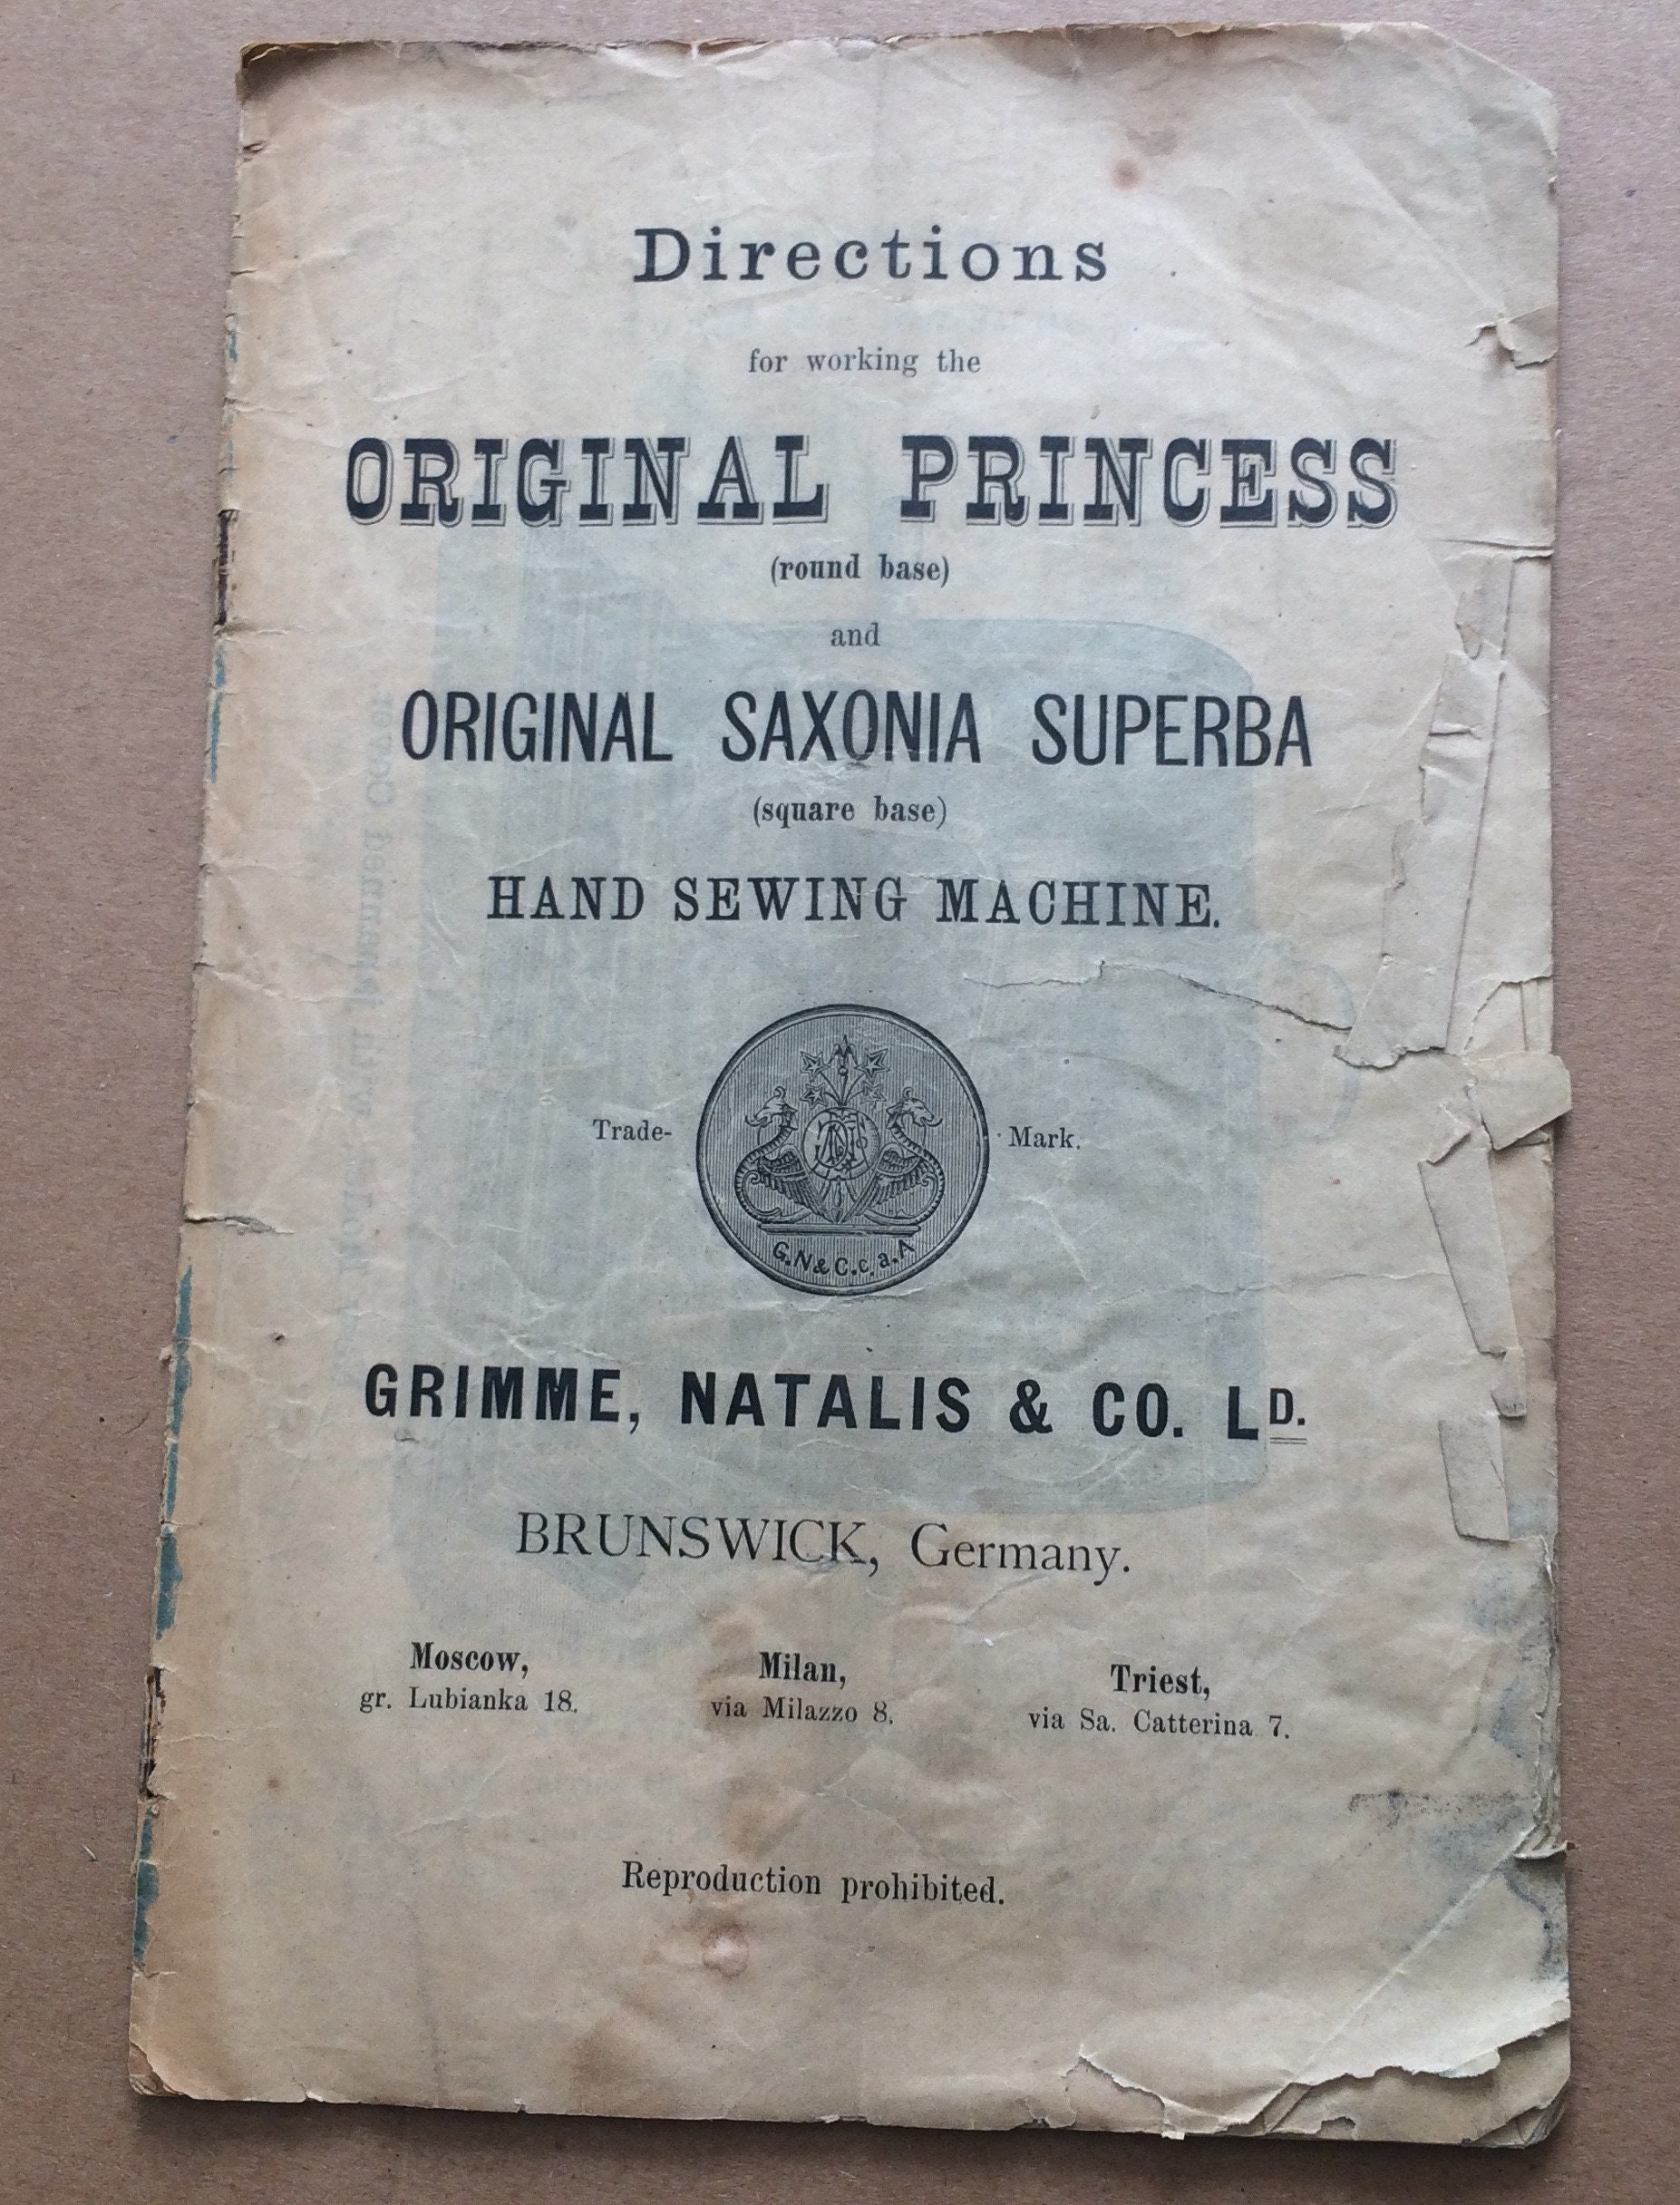 Directions
for working the
ORIGINAL PRINCESS
(round base)
and
ORIGINAL SAXONIA SUPERBA
(square base)
HAND SEWING MACHINE.
Trade-Mark.
G. N & C. c. a. A
GRIMME, NATALIS & CO. LD.
BRUNSWICK, Germany.
Moscow,
gr. Lubianka 18.
Milan,
via Milazzo 8.
Triest,
via Sa. Catterina 7.
Reproduction prohibited.